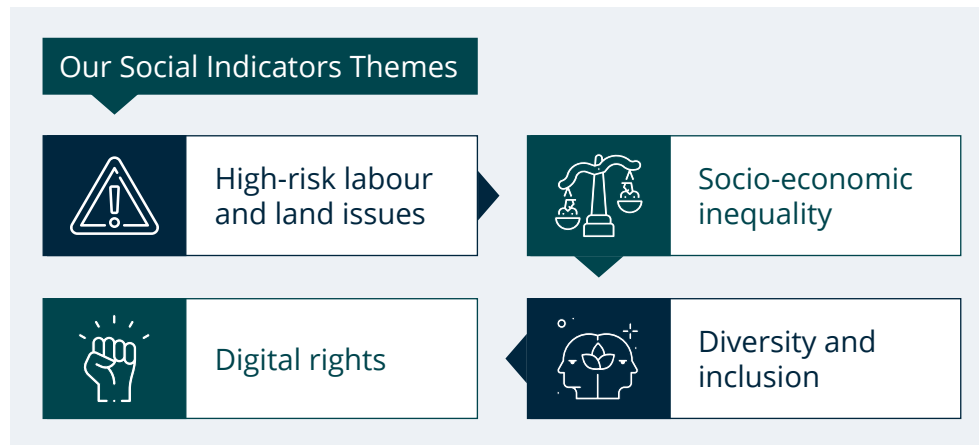 Our Social Indicators Themes
High-risk labour
and land issues
Socio-economic
inequality
Diversity and
inclusion
Digital rights